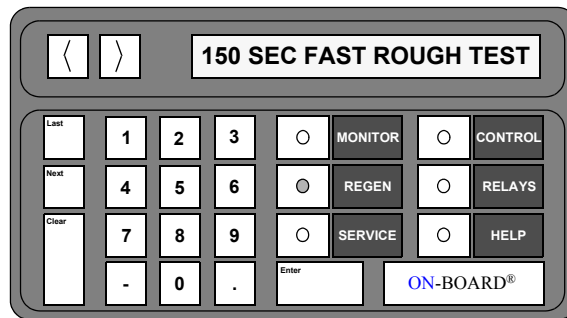 〈 〉 150 SEC FAST ROUGH TEST
Last 1 2 3 MONITOR CONTROL
Next 4 5 6 REGEN RELAYS
Clear 7 8 9 SERVICE HELP
- 0 . Enter ON-BOARD®